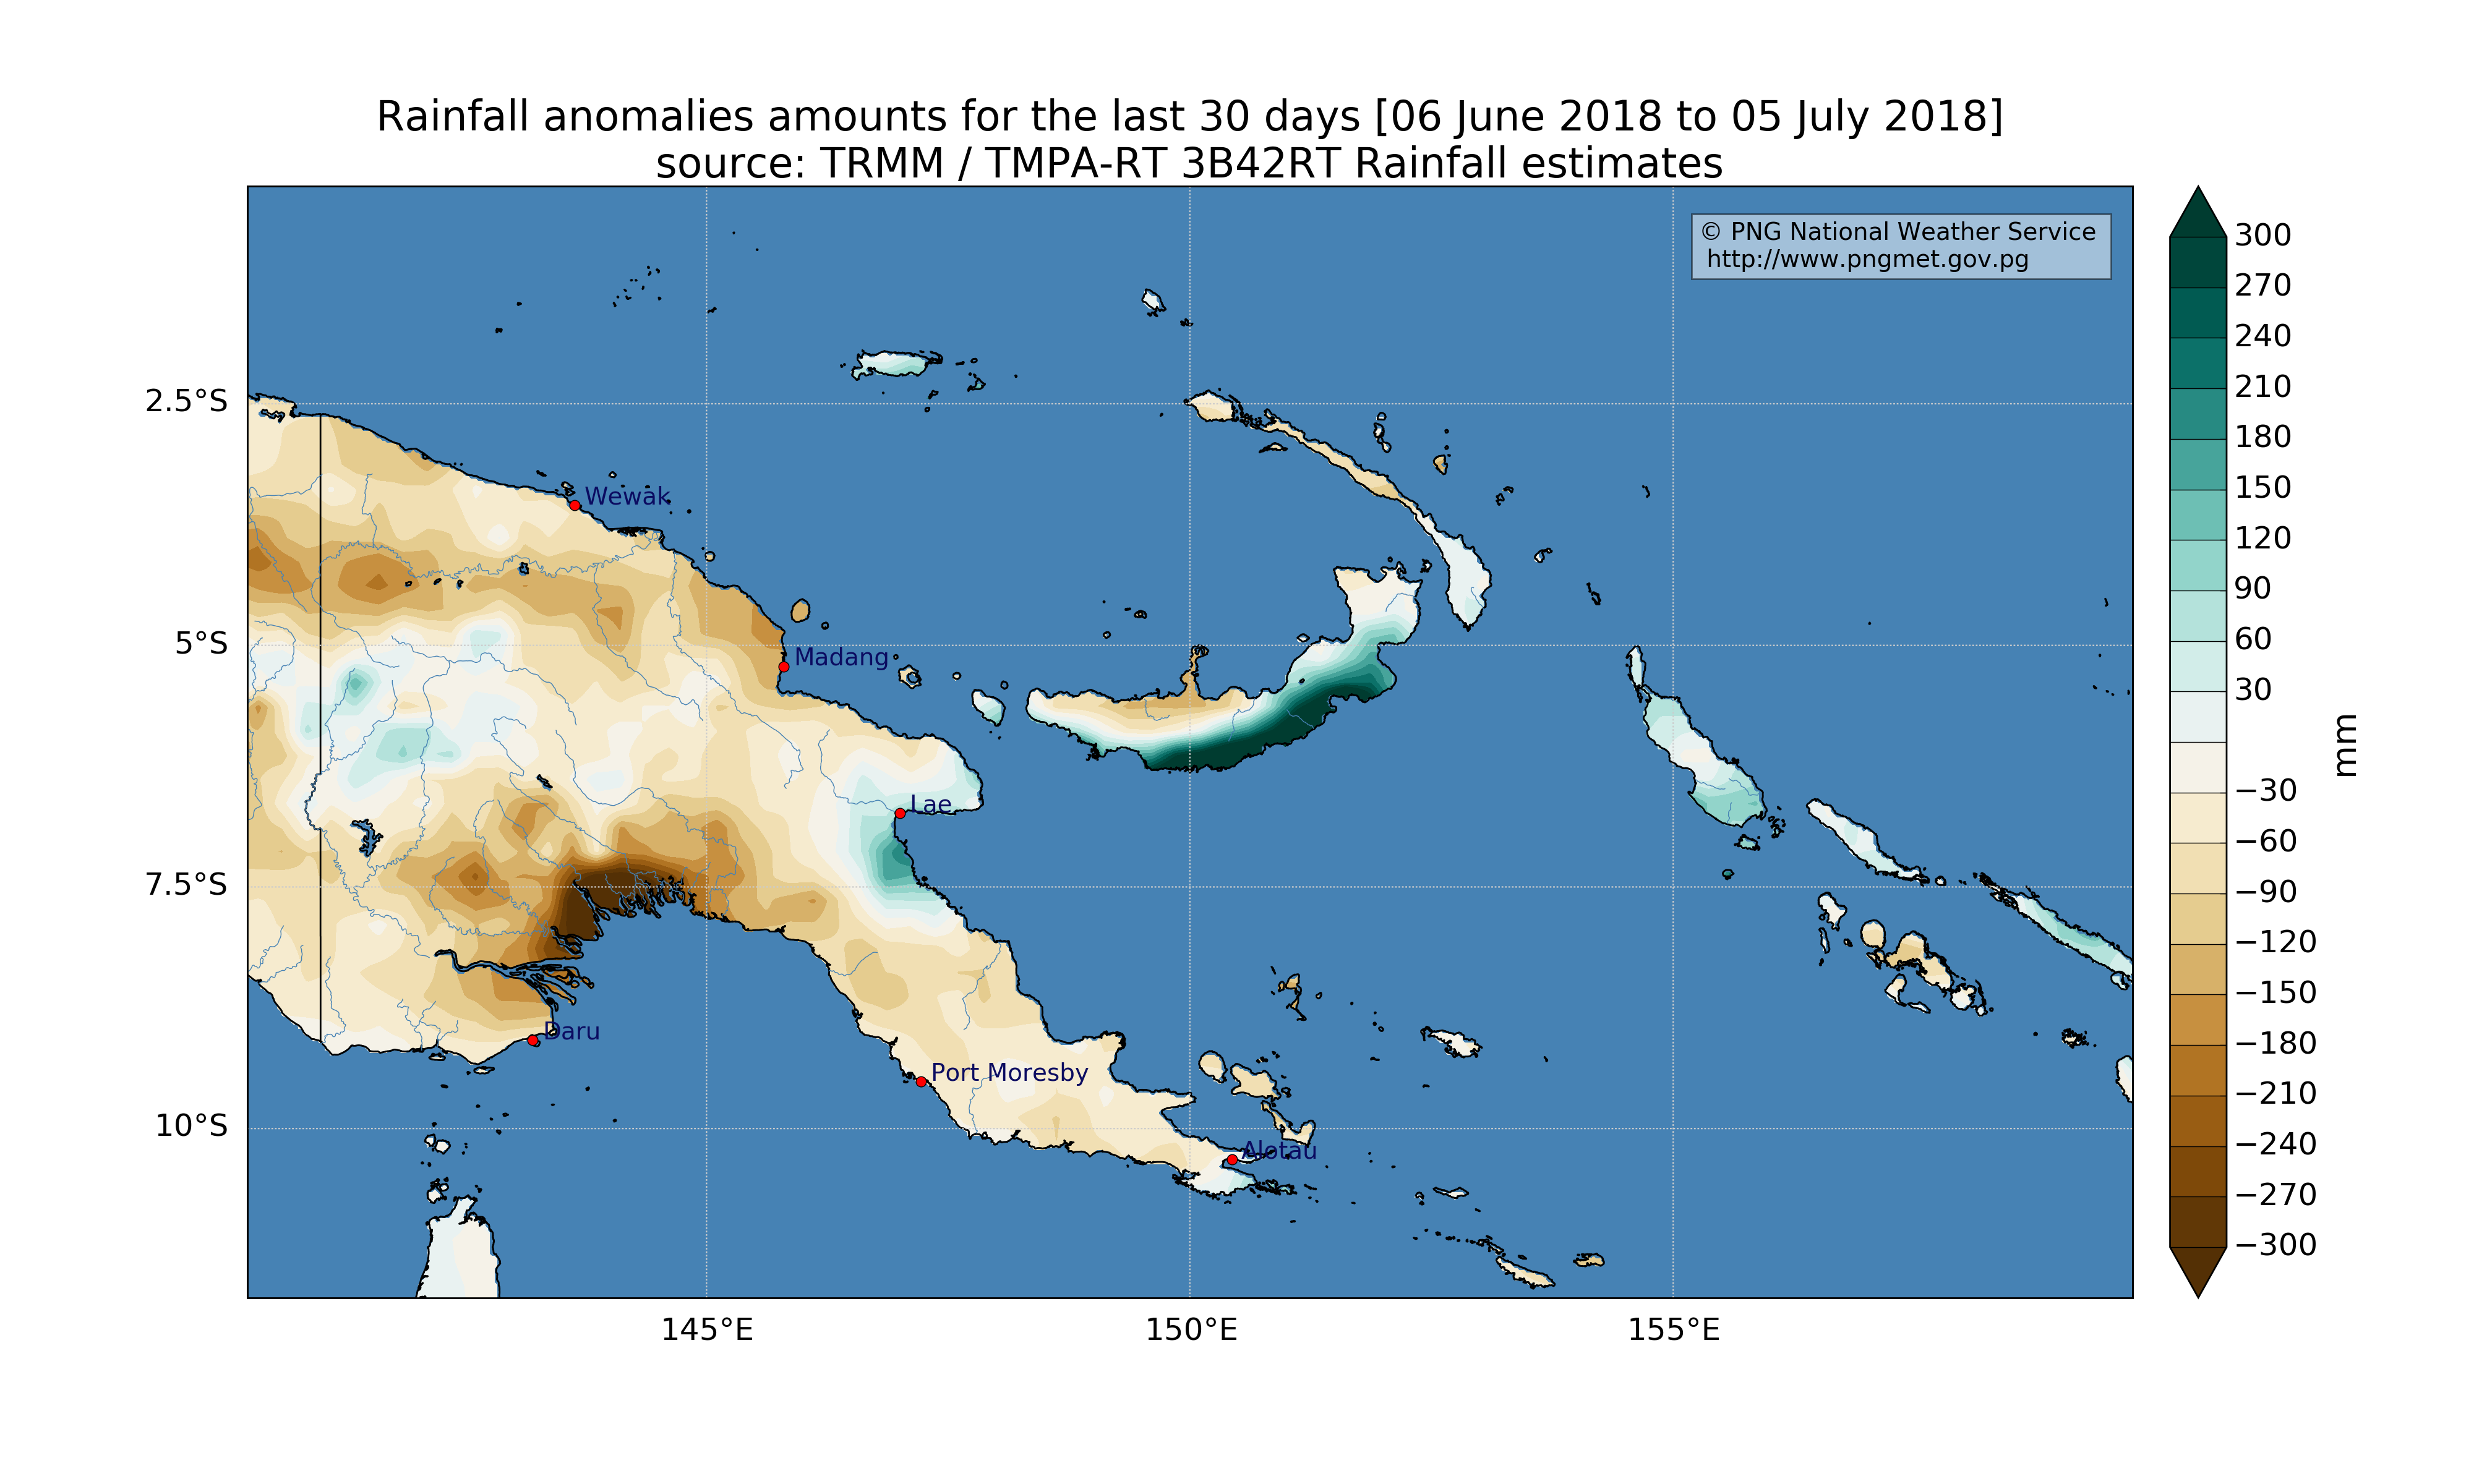 Rainfall anomalies amounts for the last 30 days [06 June 2018 to 05 July 2018]
source: TRMM / TMPA-RT 3B42RT Rainfall estimates
© PNG National Weather Service
http://www.pngmet.gov.pg
2.5°S
5°S
7.5°S
10°S
Wewak
Madang
Lae
Daru
Port Moresby
Alotau
145°E
150°E
155°E
300
270
240
210
180
150
120
90
60
30
−30
−60
−90
−120
−150
−180
−210
−240
−270
−300
mm